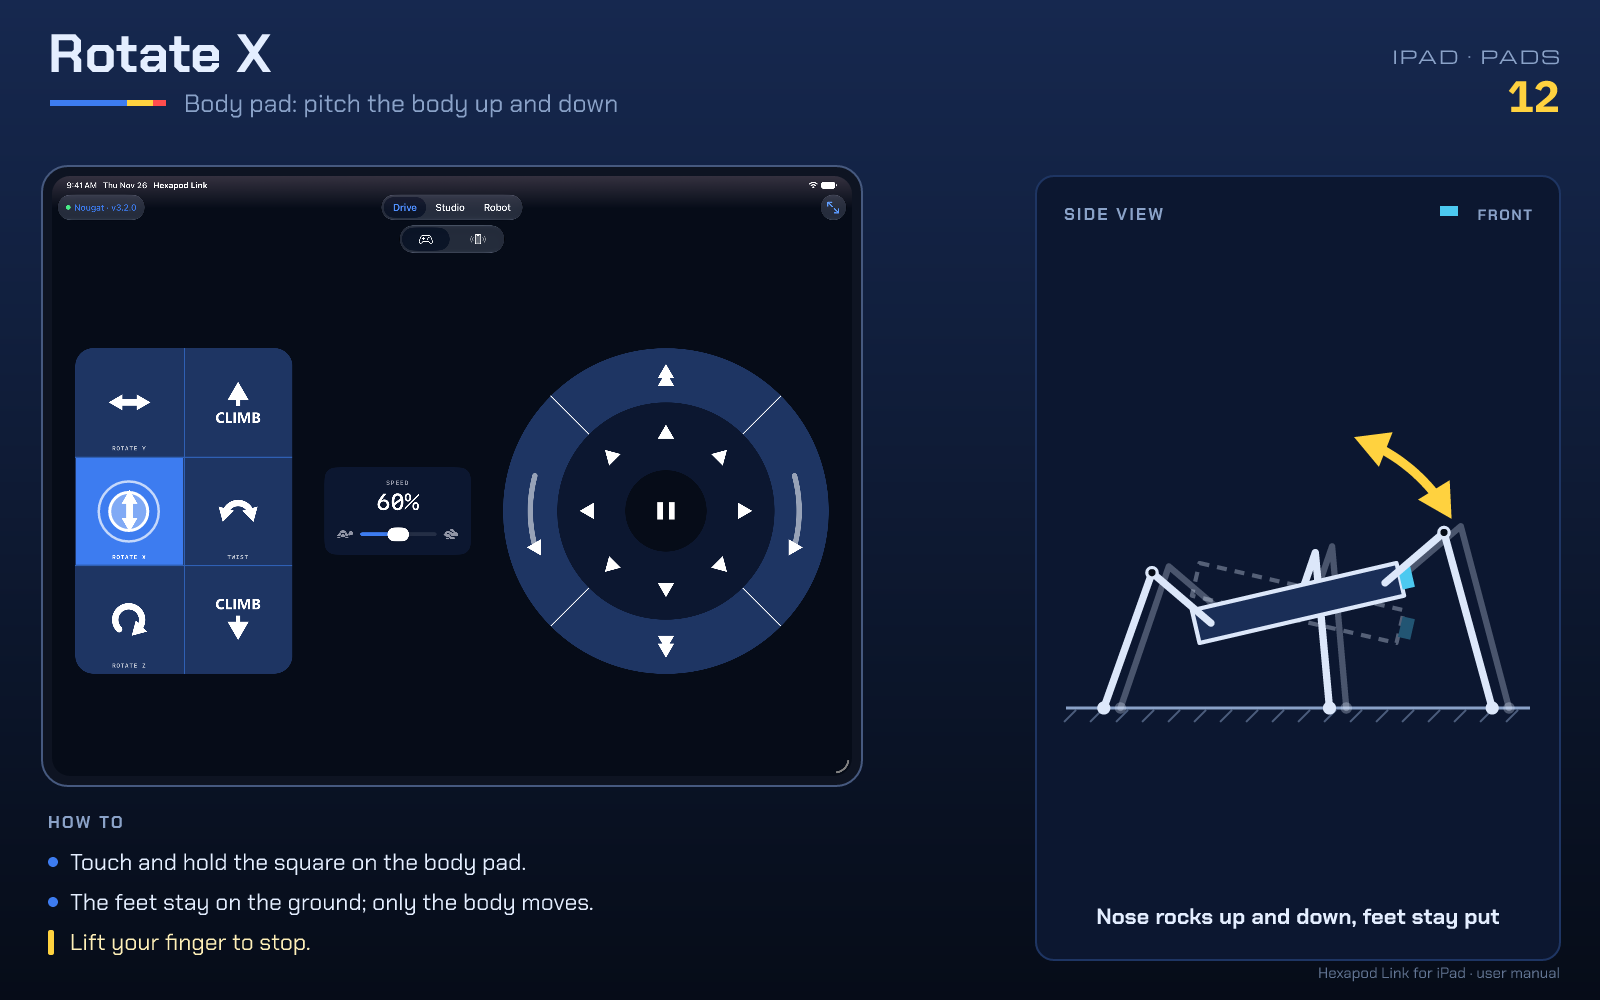 Rotate X
Body pad: pitch the body up and down
IPAD · PADS
12
9:41 AM Thu Nov 26 Hexapod Link
Nougat · v3.2.0
Drive Studio Robot
ROTATE Y
CLIMB
ROTATE X
TWIST
ROTATE Z
CLIMB
SPEED
60%
SIDE VIEW
FRONT
Nose rocks up and down, feet stay put
HOW TO
Touch and hold the square on the body pad.
The feet stay on the ground; only the body moves.
Lift your finger to stop.
Hexapod Link for iPad · user manual